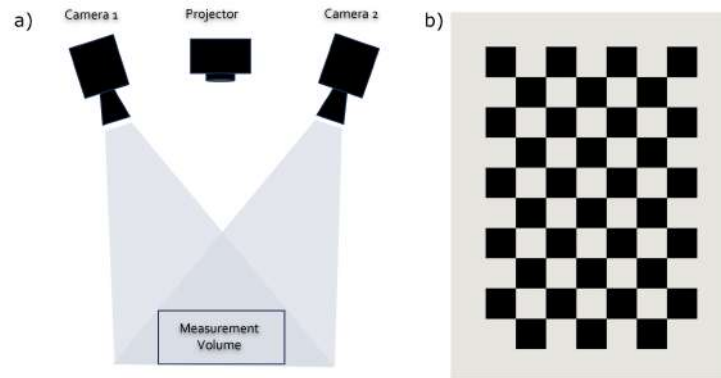 a)
Camera 1
Projector
Camera 2
b)
Measurement
Volume